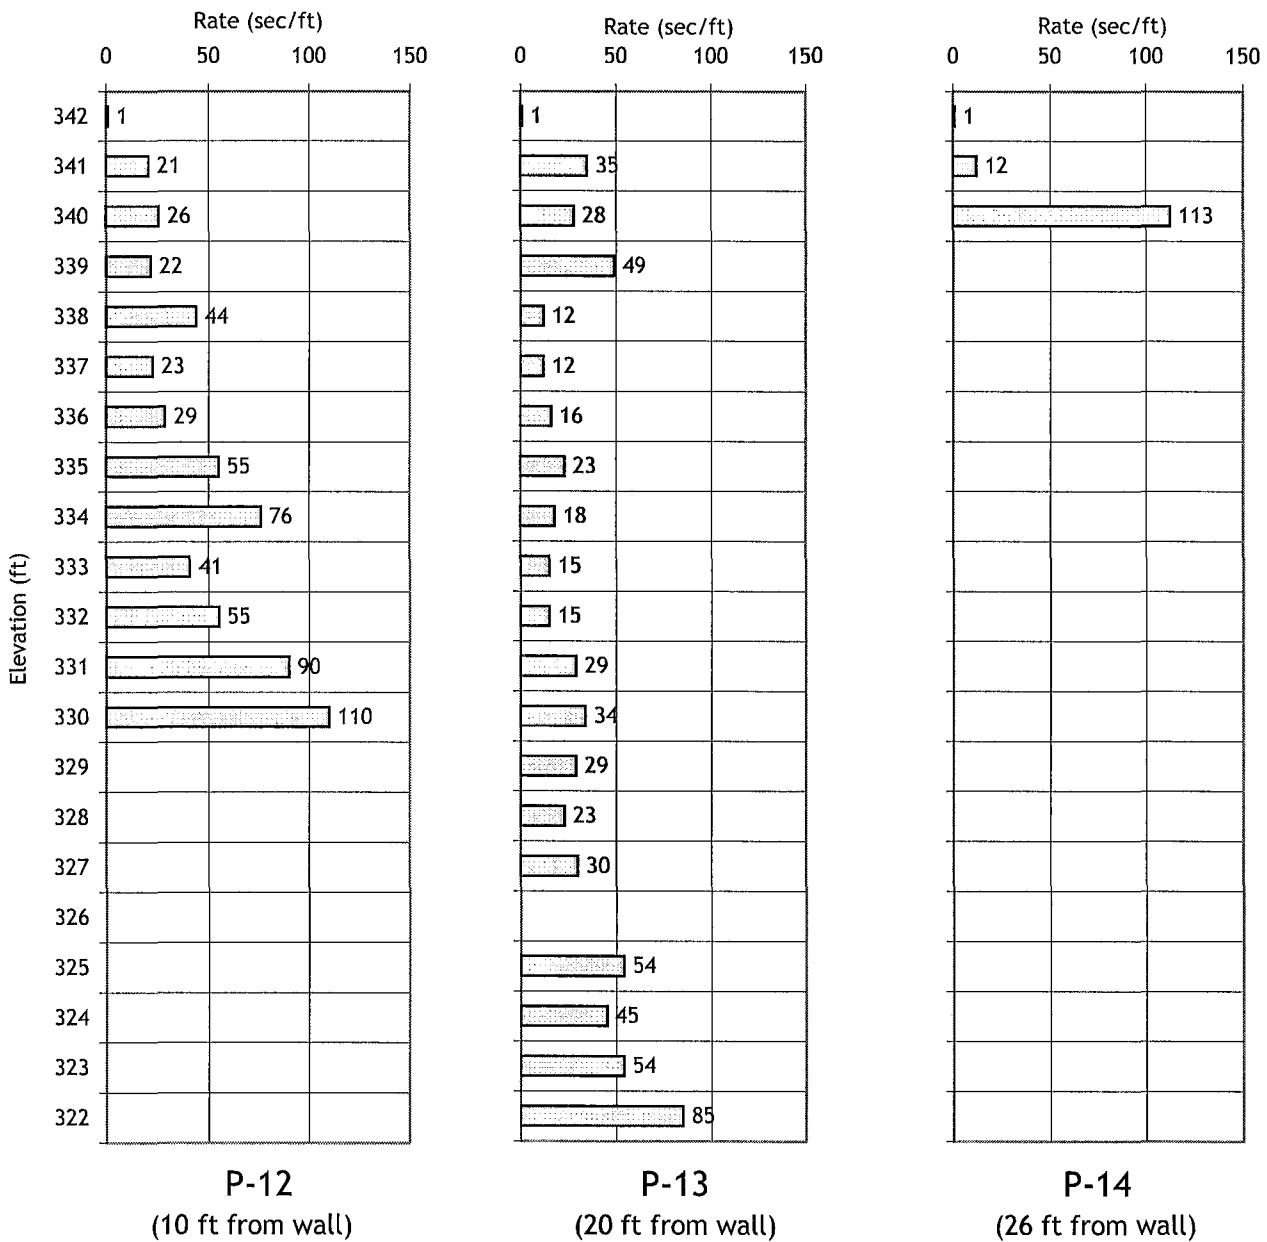 Rate (sec/ft)
0 50 100 150
Rate (sec/ft)
0 50 100 150
Rate (sec/ft)
0 50 100 150
342 1 1 1
341 21 35 12
340 26 28 113
339 22 49
338 44 12
337 23 12
336 29 16
335 55 23
334 76 18
333 41 15
332 55 15
331 90 29
330 110 34
329 29
328 23
327 30
326
325 54
324 45
323 54
322 85
Elevation (ft)
P-12
(10 ft from wall)
P-13
(20 ft from wall)
P-14
(26 ft from wall)